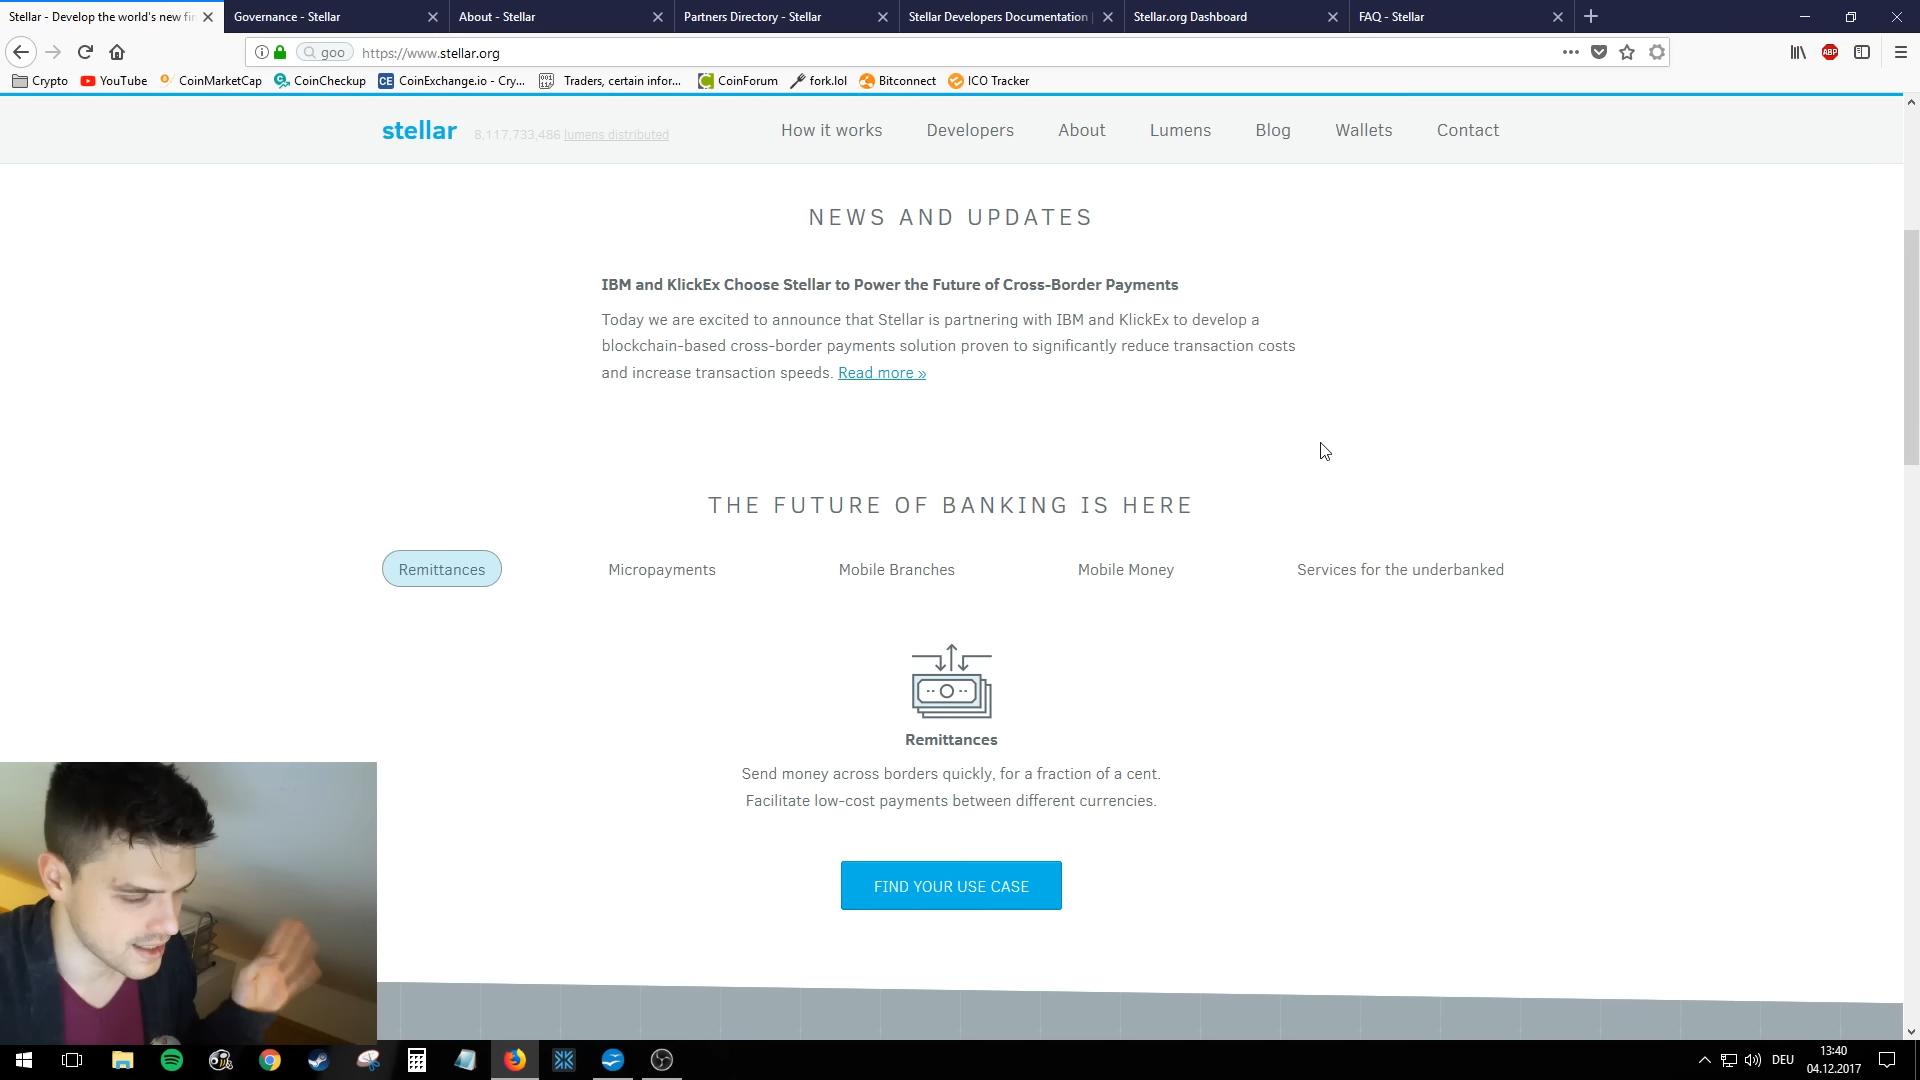 Stellar - Develop the world's new fin
Governance - Stellar
About - Stellar
Partners Directory - Stellar
Stellar Developers Documentation |
Stellar.org Dashboard
FAQ - Stellar
goo
https://www.stellar.org
ABP
Crypto
YouTube
CoinMarketCap
CoinCheckup
CE CoinExchange.io - Cry...
Traders, certain infor...
CoinForum
fork.lol
Bitconnect
ICO Tracker
stellar
8,117,733,486 lumens distributed
How it works
Developers
About
Lumens
Blog
Wallets
Contact
NEWS AND UPDATES
IBM and KlickEx Choose Stellar to Power the Future of Cross-Border Payments
Today we are excited to announce that Stellar is partnering with IBM and KlickEx to develop a
blockchain-based cross-border payments solution proven to significantly reduce transaction costs
and increase transaction speeds. Read more »
THE FUTURE OF BANKING IS HERE
Remittances
Micropayments
Mobile Branches
Mobile Money
Services for the underbanked
Remittances
Send money across borders quickly, for a fraction of a cent.
Facilitate low-cost payments between different currencies.
FIND YOUR USE CASE
DEU
13:40
04.12.2017